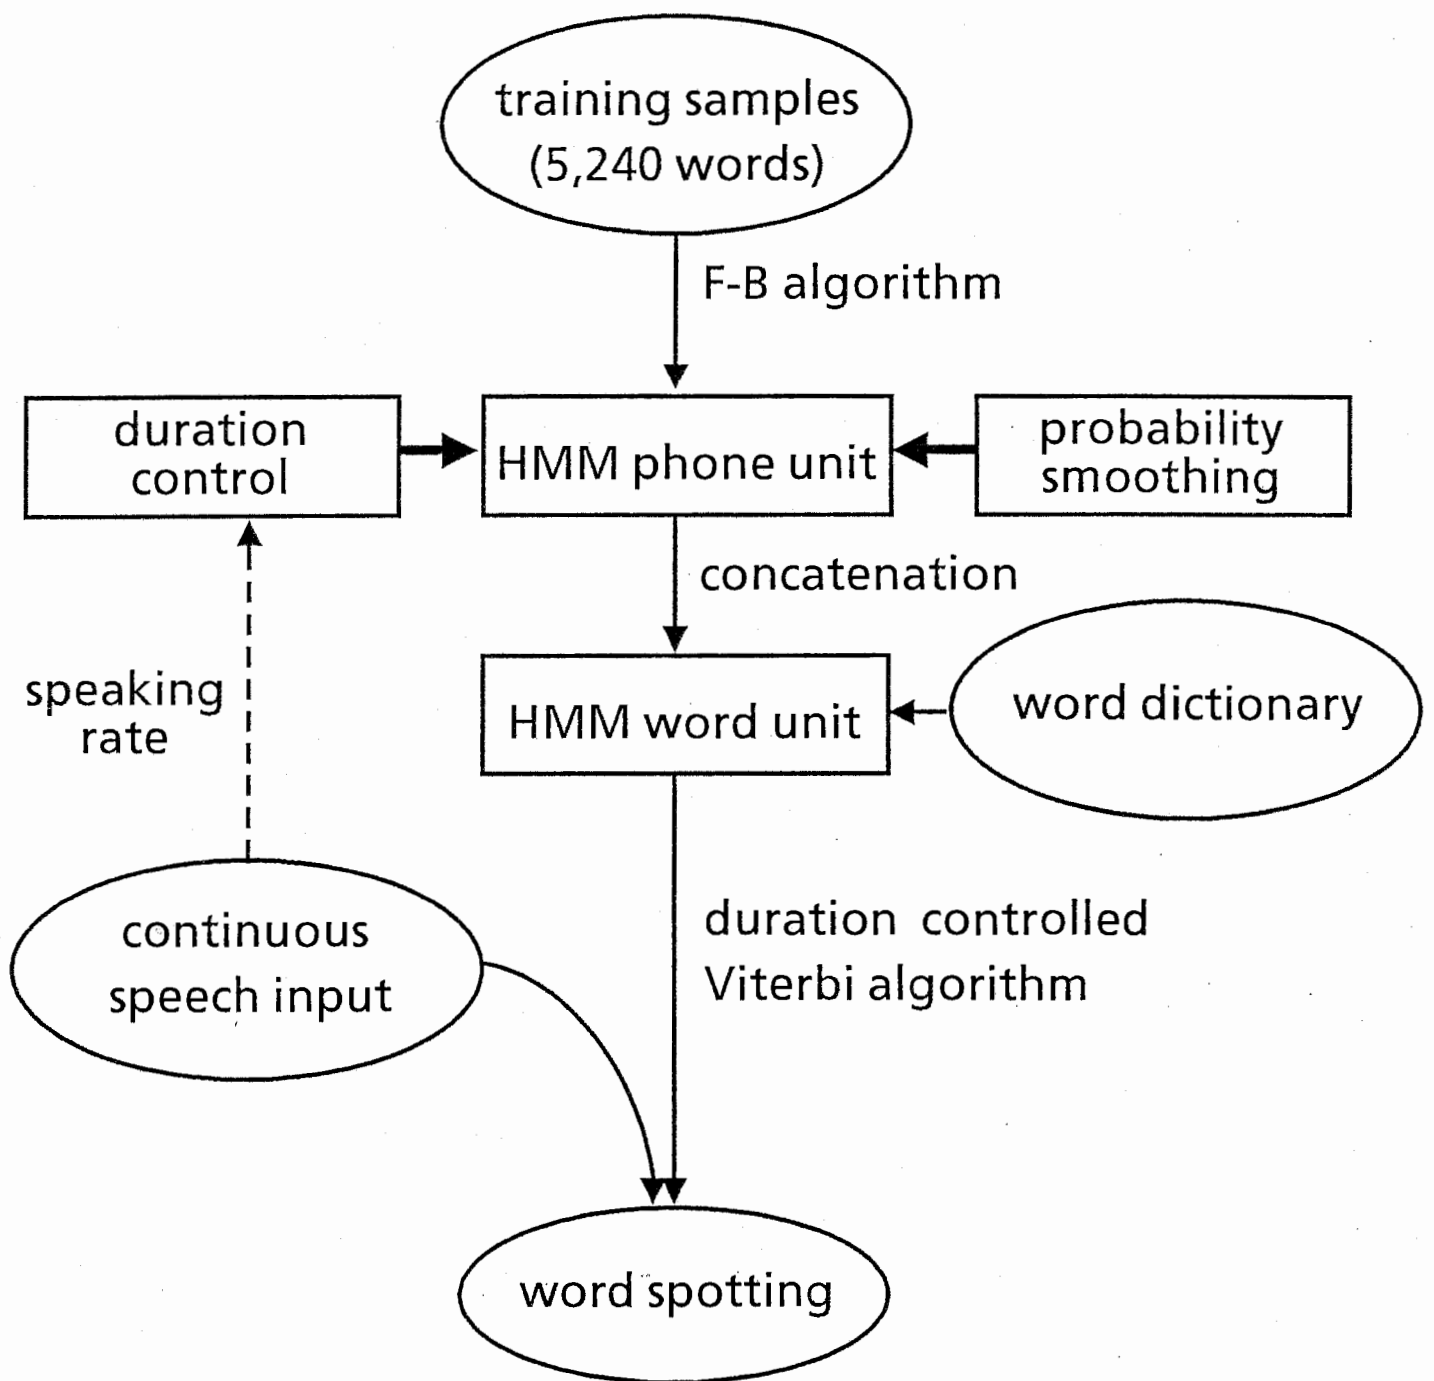 training samples
(5,240 words)
F-B algorithm
duration
control
HMM phone unit
probability
smoothing
concatenation
speaking
rate
HMM word unit
word dictionary
continuous
speech input
duration controlled
Viterbi algorithm
word spotting